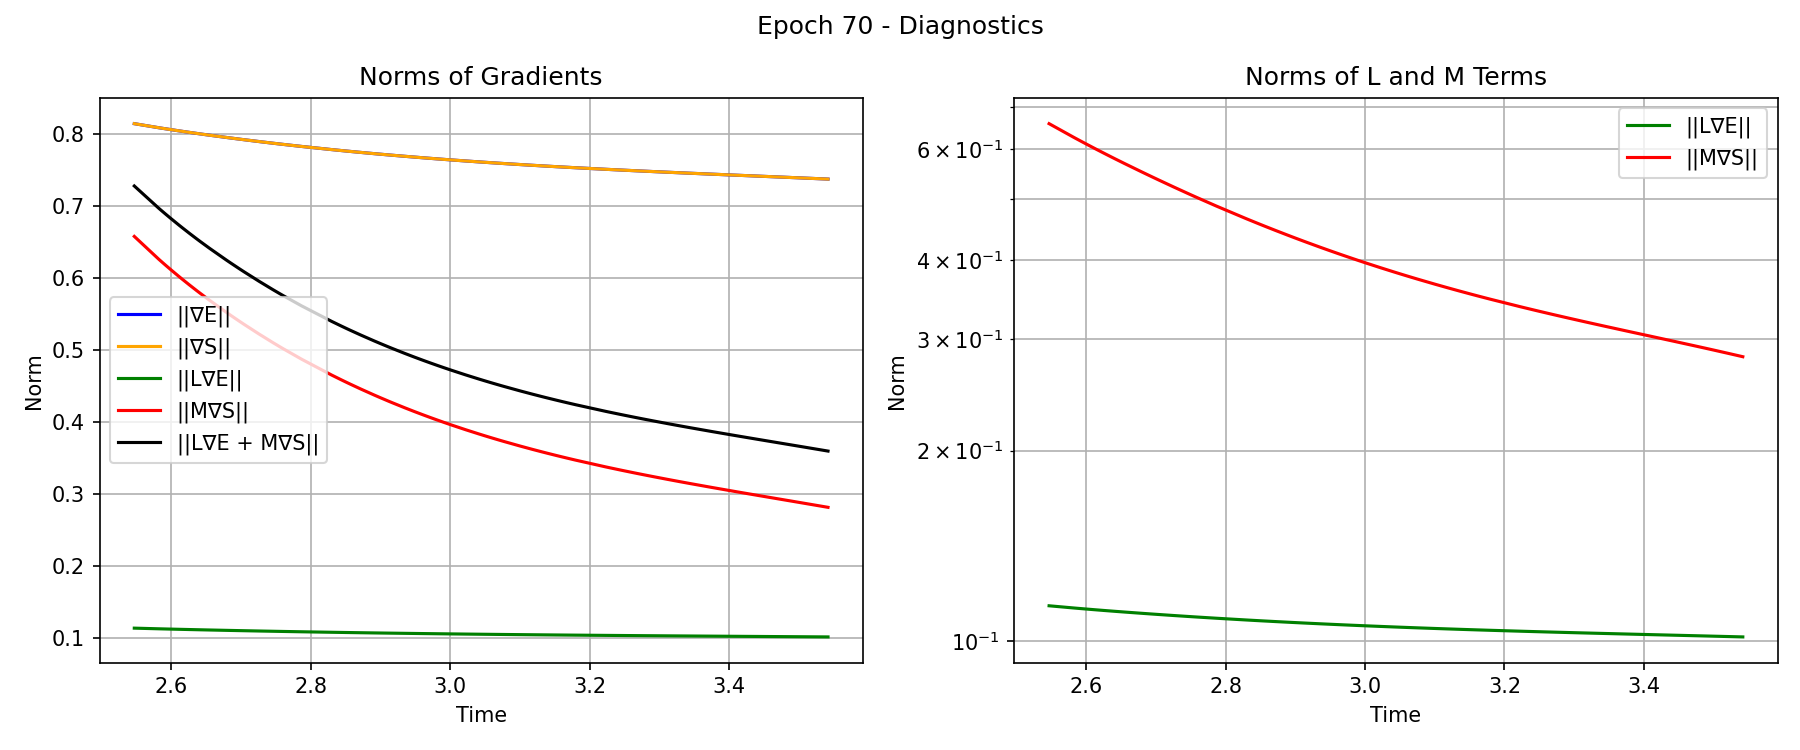 Epoch 70 - Diagnostics
Norms of Gradients
Norm
0.8
0.7
0.6
0.5
0.4
0.3
0.2
0.1
||∇E||
||∇S||
||L∇E||
||M∇S||
||L∇E + M∇S||
2.6 2.8 3.0 3.2 3.4
Time
Norms of L and M Terms
Norm
6 × 10⁻¹
4 × 10⁻¹
3 × 10⁻¹
2 × 10⁻¹
10⁻¹
||L∇E||
||M∇S||
2.6 2.8 3.0 3.2 3.4
Time